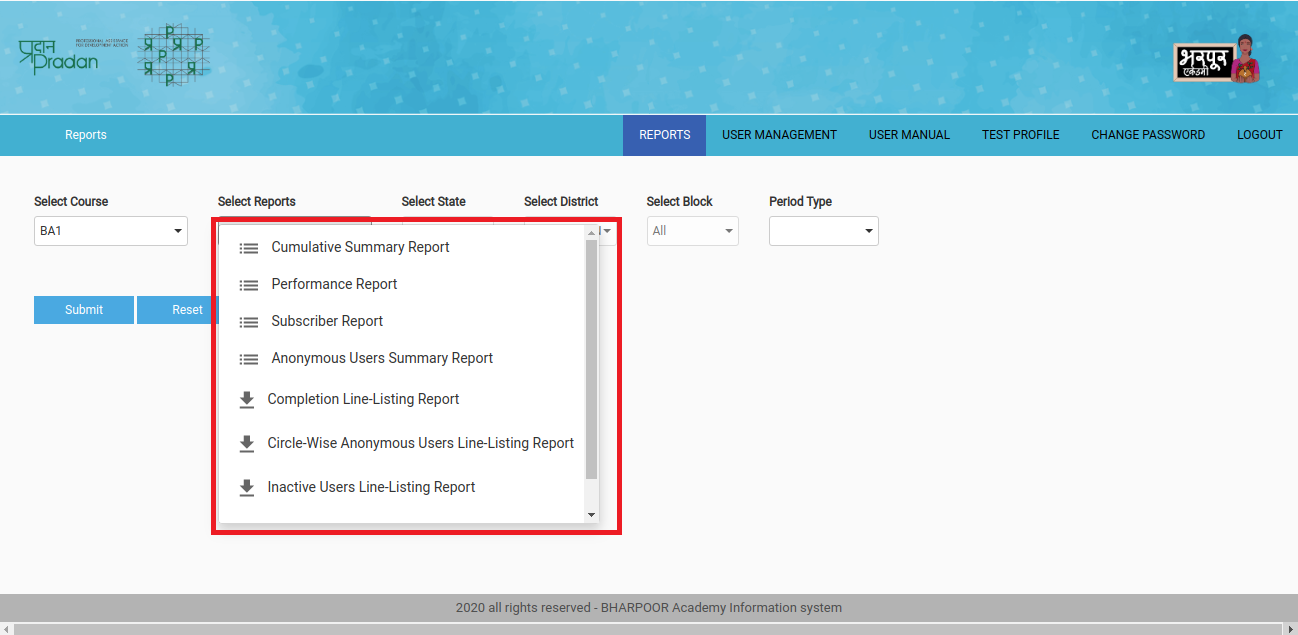 प्रदान
Pradan
PROFESSIONAL ASSISTANCE
FOR DEVELOPMENT ACTION
भरपूर
एकेडमी
Reports
REPORTS
USER MANAGEMENT
USER MANUAL
TEST PROFILE
CHANGE PASSWORD
LOGOUT
Select Course
Select Reports
Select State
Select District
Select Block
Period Type
BA1
All
Submit
Reset
Cumulative Summary Report
Performance Report
Subscriber Report
Anonymous Users Summary Report
Completion Line-Listing Report
Circle-Wise Anonymous Users Line-Listing Report
Inactive Users Line-Listing Report
2020 all rights reserved - BHARPOOR Academy Information system